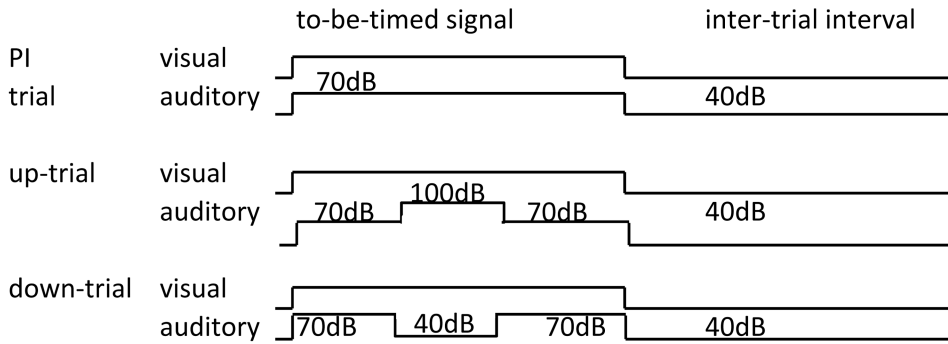 to-be-timed signal inter-trial interval
PI visual
70dB
trial auditory 40dB
up-trial visual
100dB
auditory 70dB 70dB 40dB
down-trial visual
auditory 70dB 40dB 70dB 40dB